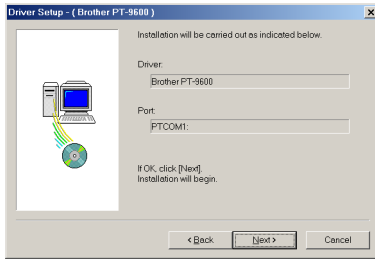 Driver Setup - ( Brother PT-9600 )
Installation will be carried out as indicated below.
Driver:
Brother PT-9600
Port:
PTCOM1:
If OK, click [Next].
Installation will begin.
< Back
Next >
Cancel